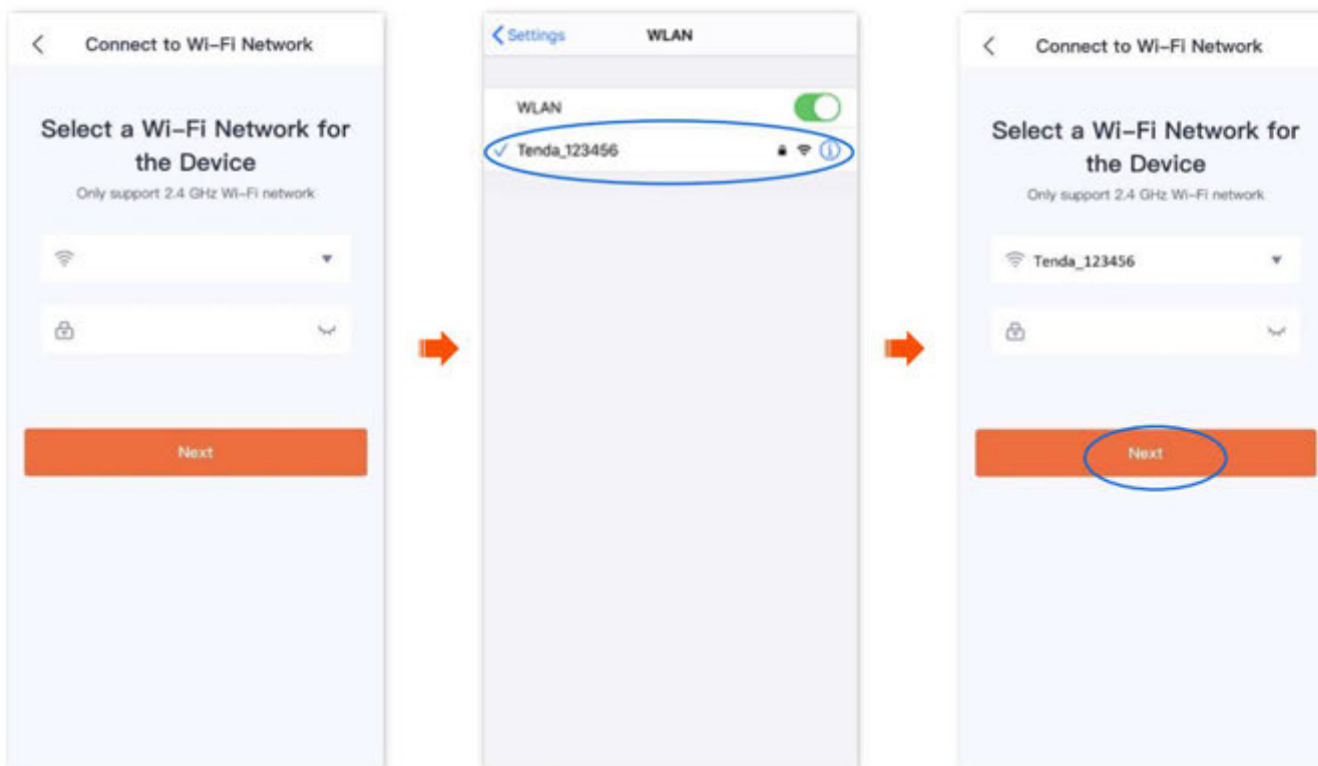 Connect to Wi-Fi Network
Select a Wi-Fi Network for
the Device
Only support 2.4 GHz Wi-Fi network
Next
Settings
WLAN
WLAN
Tenda_123456
Connect to Wi-Fi Network
Select a Wi-Fi Network for
the Device
Only support 2.4 GHz Wi-Fi network
Tenda_123456
Next